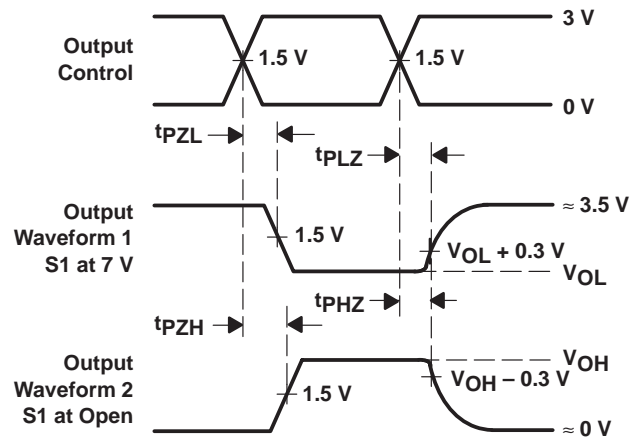 3 V
Output
Control
1.5 V
1.5 V
0 V
tPZL
tPLZ
Output
Waveform 1
S1 at 7 V
≈ 3.5 V
1.5 V
VOL + 0.3 V
VOL
tPZH
tPHZ
Output
Waveform 2
S1 at Open
VOH
1.5 V
VOH – 0.3 V
≈ 0 V